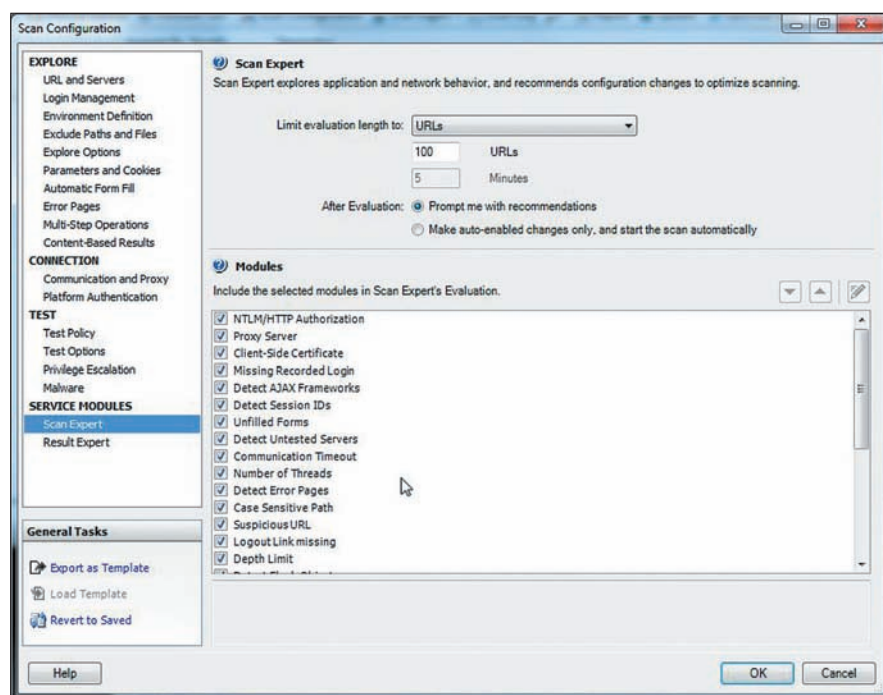 Scan Configuration
EXPLORE
URL and Servers
Login Management
Environment Definition
Exclude Paths and Files
Explore Options
Parameters and Cookies
Automatic Form Fill
Error Pages
Multi-Step Operations
Content-Based Results
CONNECTION
Communication and Proxy
Platform Authentication
TEST
Test Policy
Test Options
Privilege Escalation
Malware
SERVICE MODULES
Scan Expert
Result Expert
General Tasks
Export as Template
Load Template
Revert to Saved
Scan Expert
Scan Expert explores application and network behavior, and recommends configuration changes to optimize scanning.
Limit evaluation length to: URLs
100 URLs
5 Minutes
After Evaluation: Prompt me with recommendations
Make auto-enabled changes only, and start the scan automatically
Modules
Include the selected modules in Scan Expert's Evaluation.
NTLM/HTTP Authorization
Proxy Server
Client-Side Certificate
Missing Recorded Login
Detect AJAX Frameworks
Detect Session IDs
Unfilled Forms
Detect Untested Servers
Communication Timeout
Number of Threads
Detect Error Pages
Case Sensitive Path
Suspicious URL
Logout Link missing
Depth Limit
Help
OK
Cancel